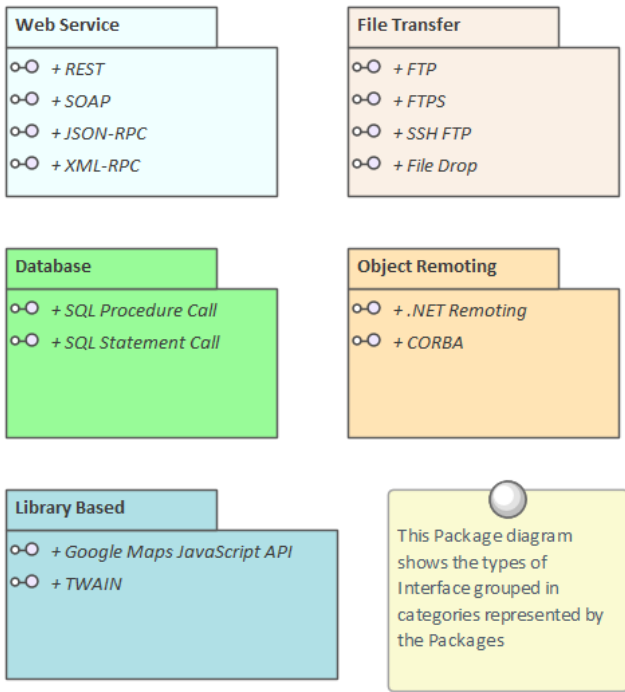 Web Service
+ REST
+ SOAP
+ JSON-RPC
+ XML-RPC
File Transfer
+ FTP
+ FTPS
+ SSH FTP
+ File Drop
Database
+ SQL Procedure Call
+ SQL Statement Call
Object Remoting
+ .NET Remoting
+ CORBA
Library Based
+ Google Maps JavaScript API
+ TWAIN
This Package diagram
shows the types of
Interface grouped in
categories represented by
the Packages